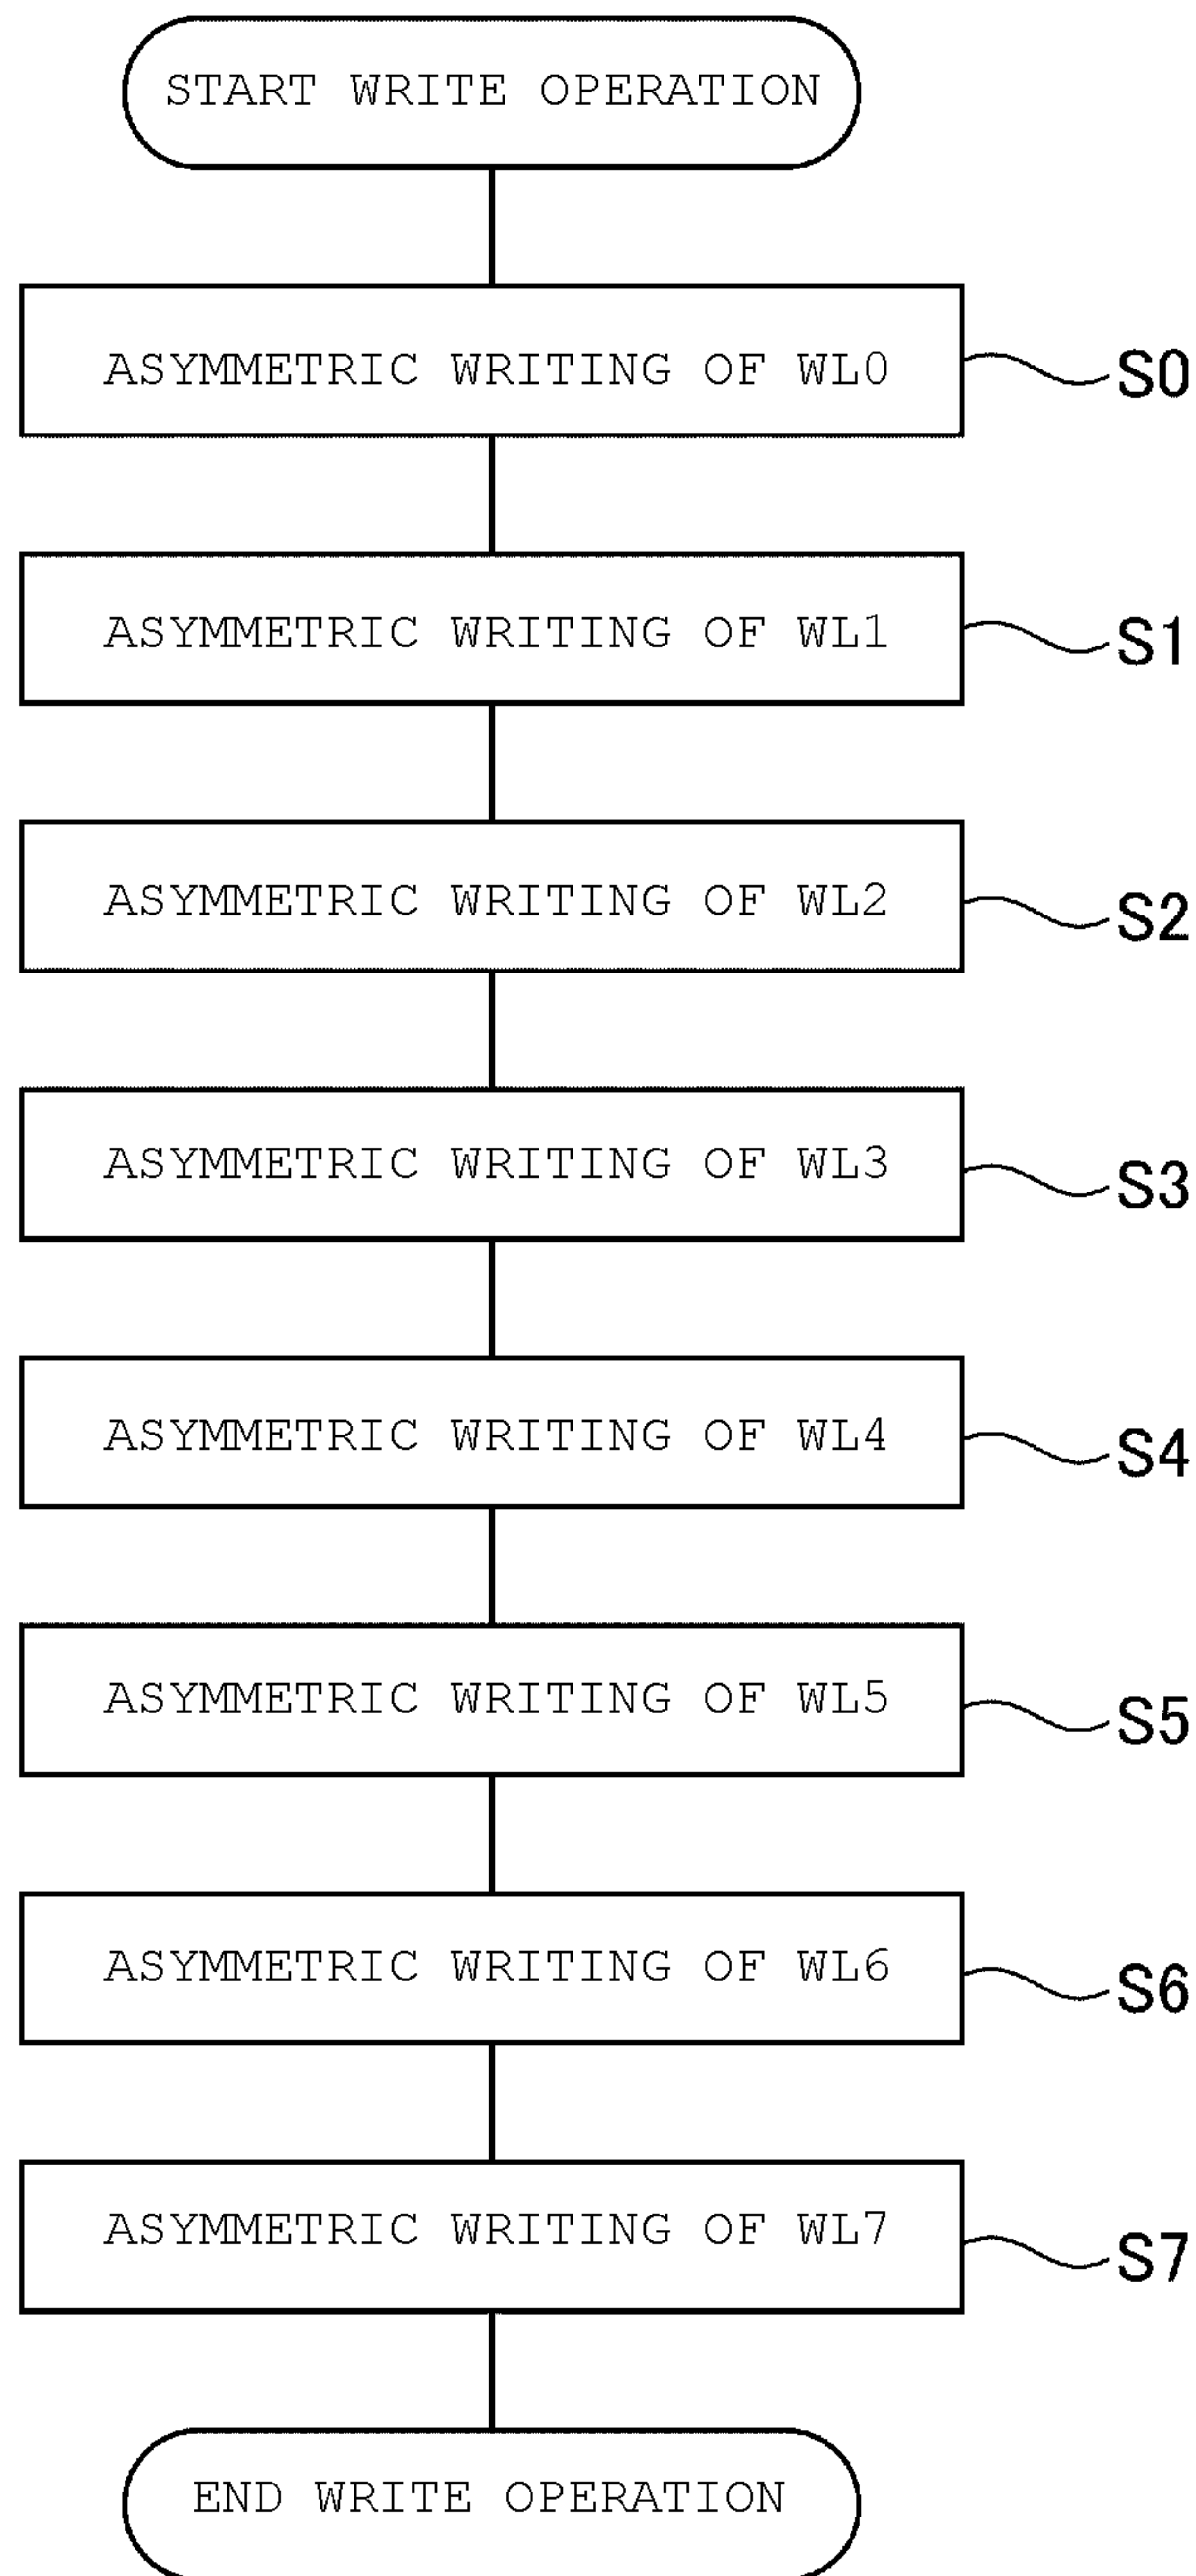 START WRITE OPERATION
ASYMMETRIC WRITING OF WL0
S0
ASYMMETRIC WRITING OF WL1
S1
ASYMMETRIC WRITING OF WL2
S2
ASYMMETRIC WRITING OF WL3
S3
ASYMMETRIC WRITING OF WL4
S4
ASYMMETRIC WRITING OF WL5
S5
ASYMMETRIC WRITING OF WL6
S6
ASYMMETRIC WRITING OF WL7
S7
END WRITE OPERATION